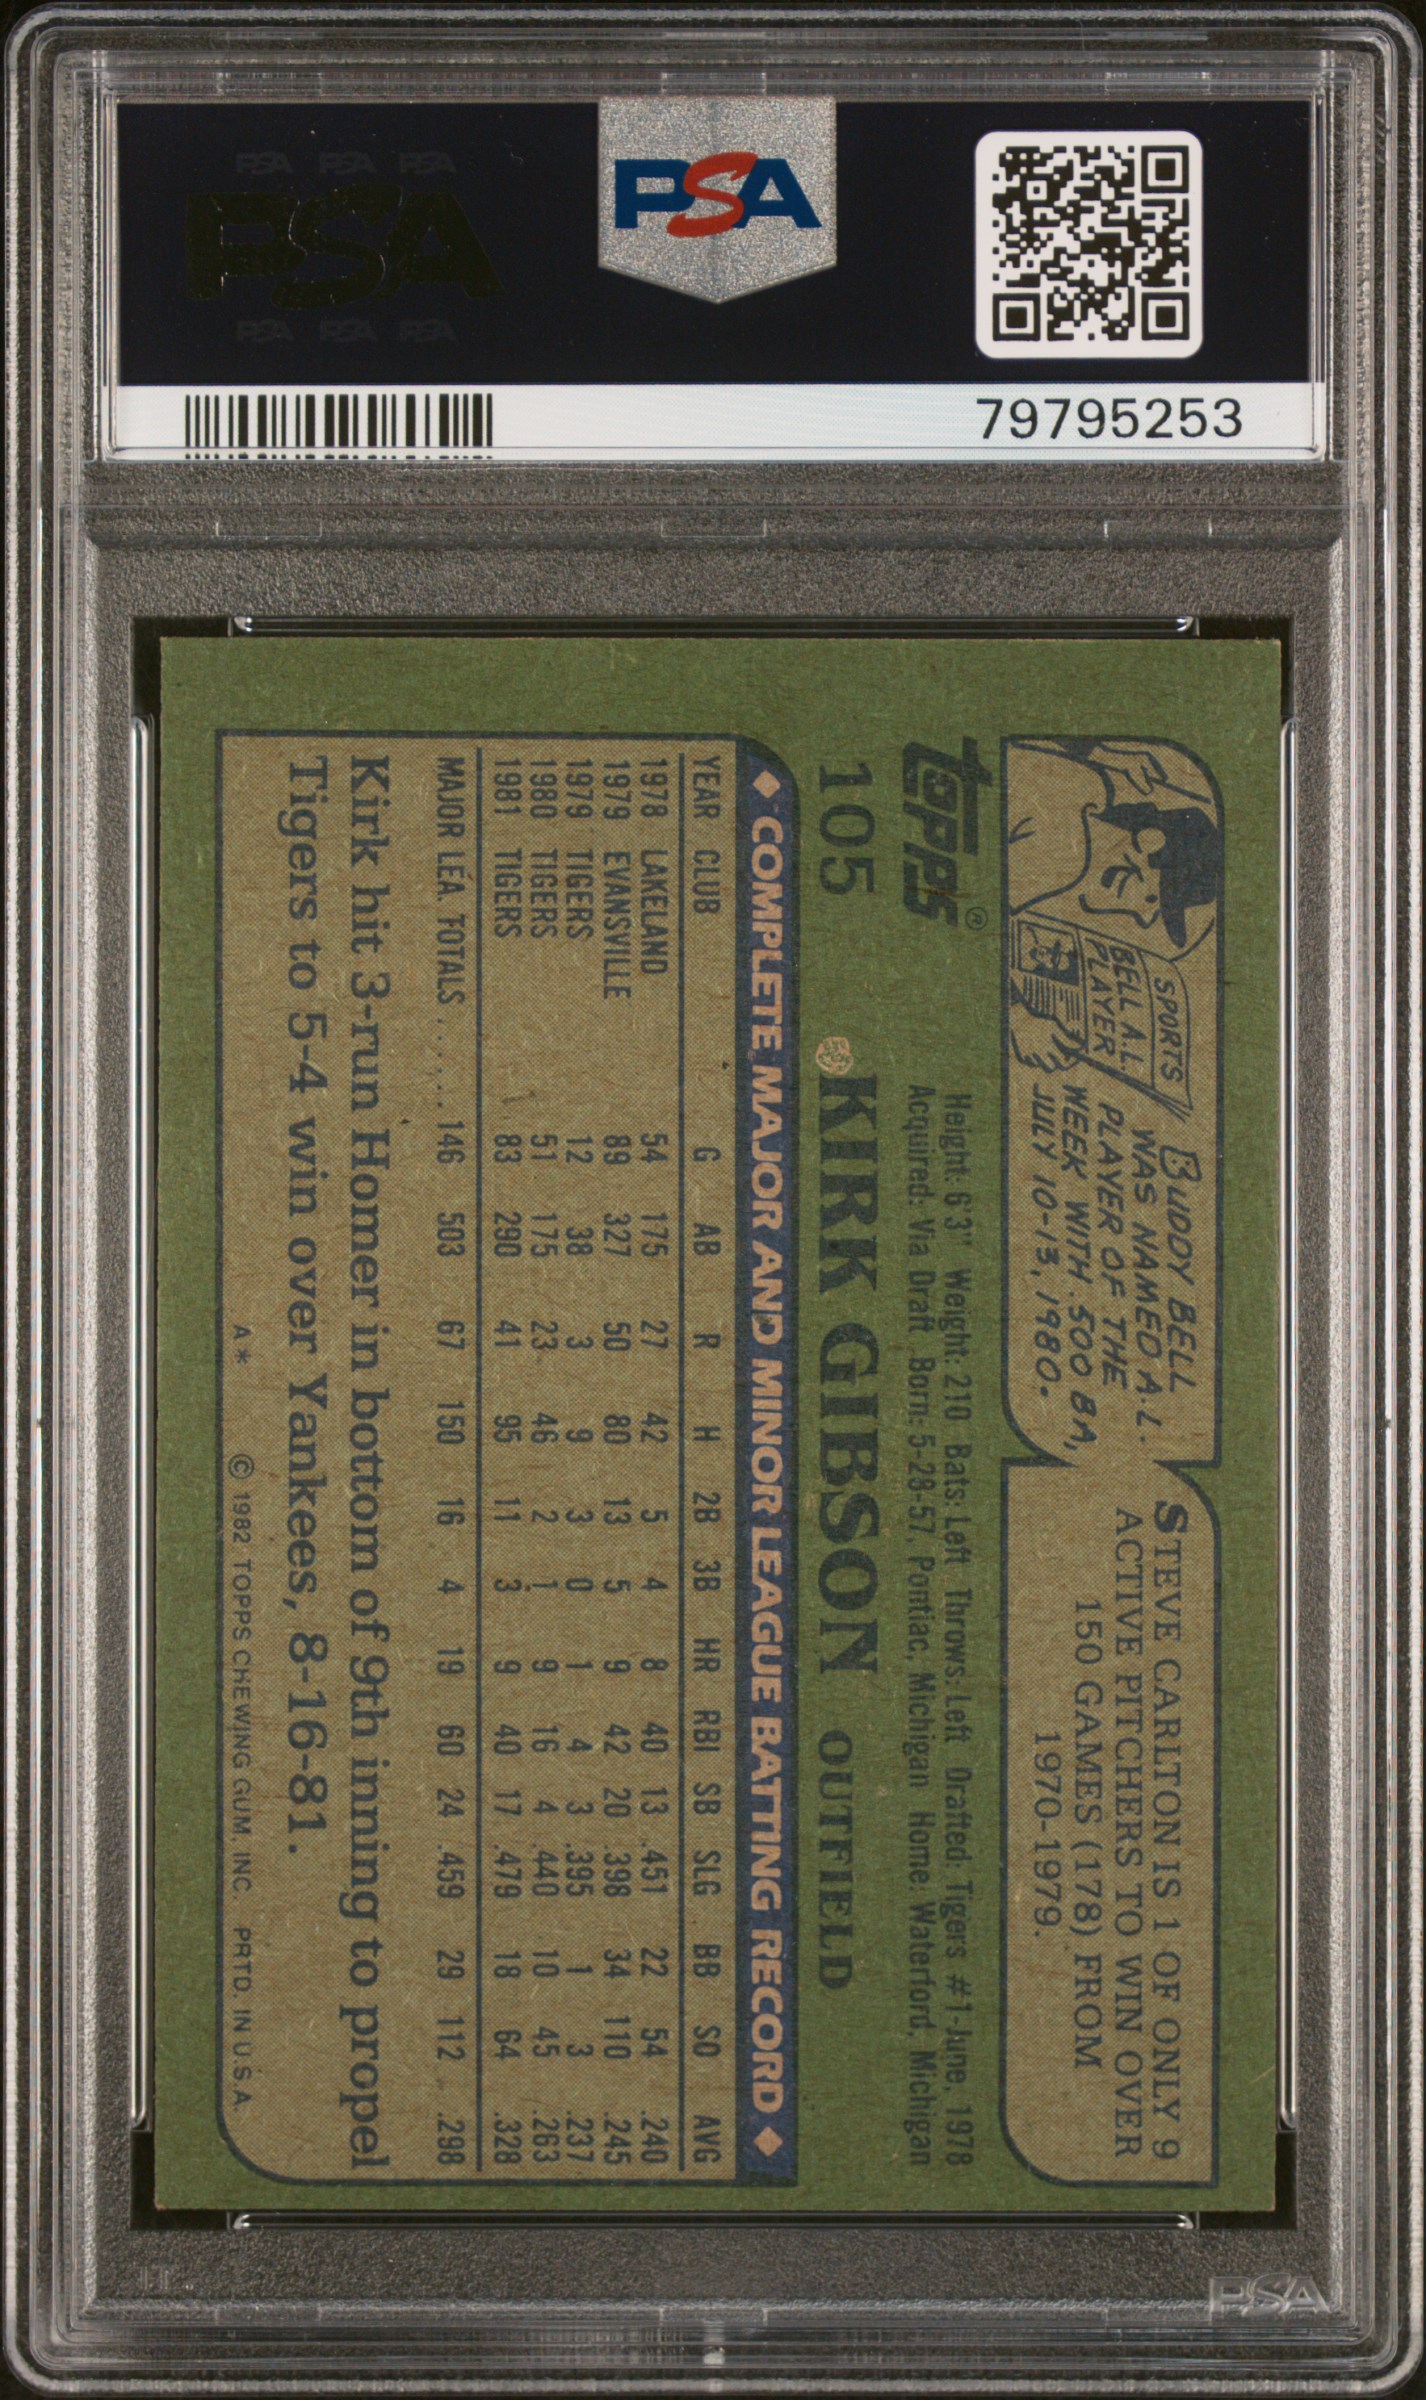 PSA PSA PSA
PSA
PSA PSA PSA
PSA
79795253
SPORTS
BELL A.L.
PLAYER
BUDDY BELL
WAS NAMED A.L.
PLAYER OF THE
WEEK WITH .500 BA,
JULY 10-13, 1980.
STEVE CARLTON IS 1 OF ONLY 9
ACTIVE PITCHERS TO WIN OVER
150 GAMES (178) FROM
1970-1979.
topps®
Height: 6'3" Weight: 210 Bats: Left Throws: Left Drafted: Tigers #1-June, 1978
Acquired: Via Draft Born: 5-28-57, Pontiac, Michigan Home: Waterford, Michigan
105 KIRK GIBSON OUTFIELD
COMPLETE MAJOR AND MINOR LEAGUE BATTING RECORD
YEAR CLUB G AB R H 2B 3B HR RBI SB SLG BB SO AVG
1978 LAKELAND 54 175 27 42 5 4 8 40 13 .451 22 54 .240
1979 EVANSVILLE 89 327 50 80 13 5 9 42 20 .398 34 110 .245
1979 TIGERS 12 38 3 9 3 0 1 4 3 .395 1 3 .237
1980 TIGERS 51 175 23 46 2 1 9 16 4 .440 10 45 .263
1981 TIGERS 83 290 41 95 11 3 9 40 17 .479 18 64 .328
MAJOR LEA. TOTALS ...... 146 503 67 150 16 4 19 60 24 .459 29 112 .298
Kirk hit 3-run Homer in bottom of 9th inning to propel
Tigers to 5-4 win over Yankees, 8-16-81.
A* © 1982 TOPPS CHEWING GUM, INC. PRTD. IN U.S.A.
PSA